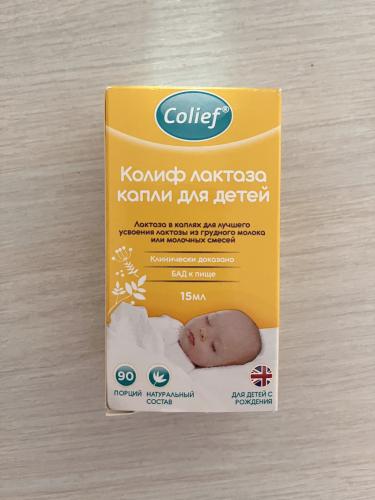 Colief®
Колиф лактаза
капли для детей
Лактаза в каплях для лучшего
усвоения лактозы из грудного молока
или молочных смесей
Клинически доказано
БАД к пище
15мл
90
ПОРЦИЙ
НАТУРАЛЬНЫЙ
СОСТАВ
ДЛЯ ДЕТЕЙ С
РОЖДЕНИЯ